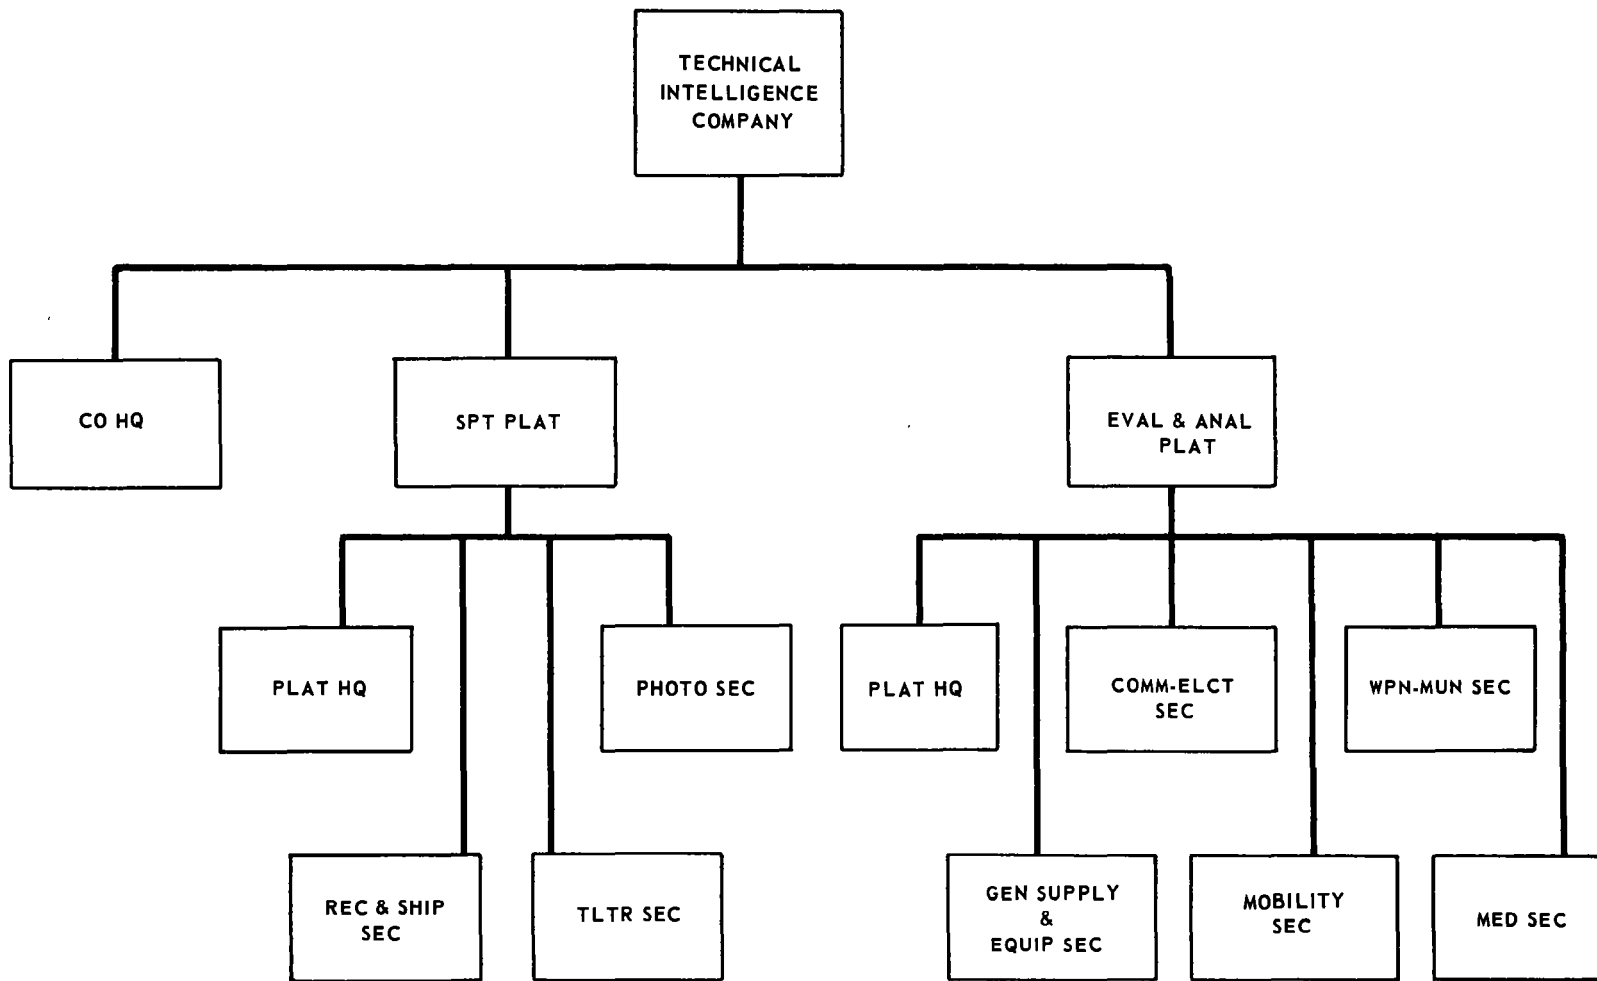 TECHNICAL
INTELLIGENCE
COMPANY
CO HQ
SPT PLAT
EVAL & ANAL
PLAT
PLAT HQ
PHOTO SEC
PLAT HQ
COMM-ELCT
SEC
WPN-MUN SEC
REC & SHIP
SEC
TLTR SEC
GEN SUPPLY
&
EQUIP SEC
MOBILITY
SEC
MED SEC